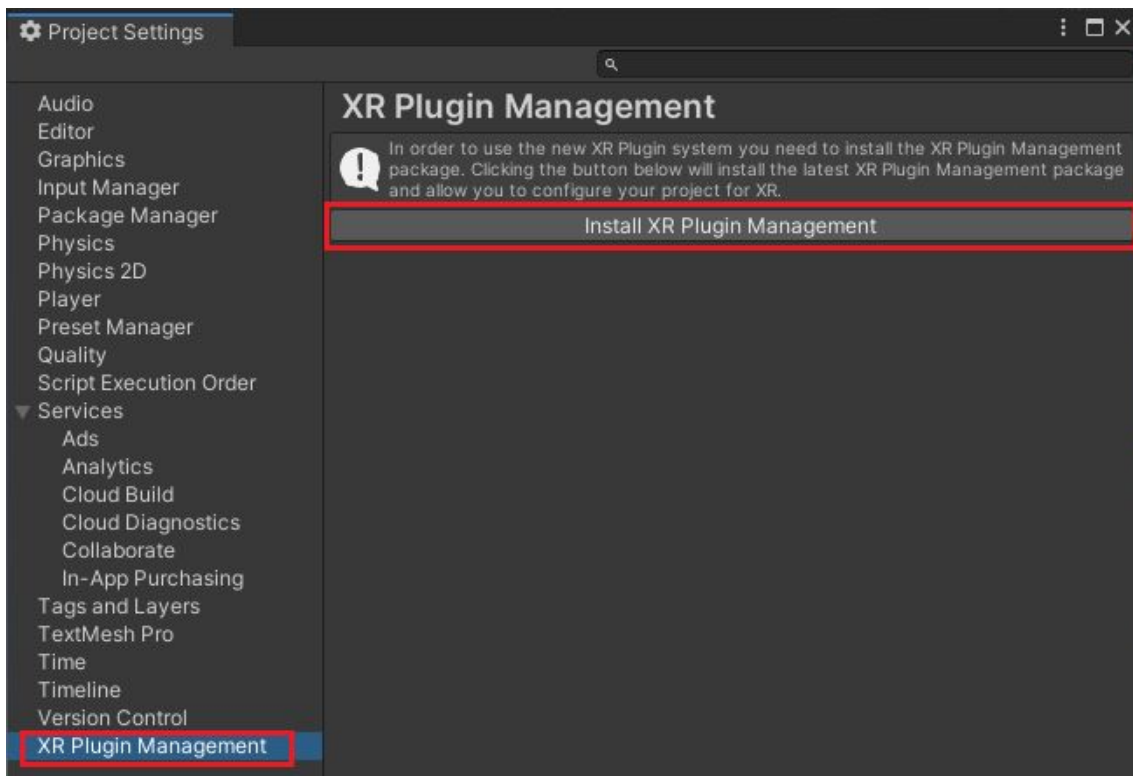 Project Settings
Audio
Editor
Graphics
Input Manager
Package Manager
Physics
Physics 2D
Player
Preset Manager
Quality
Script Execution Order
Services
Ads
Analytics
Cloud Build
Cloud Diagnostics
Collaborate
In-App Purchasing
Tags and Layers
TextMesh Pro
Time
Timeline
Version Control
XR Plugin Management
XR Plugin Management
In order to use the new XR Plugin system you need to install the XR Plugin Management
package. Clicking the button below will install the latest XR Plugin Management package
and allow you to configure your project for XR.
Install XR Plugin Management